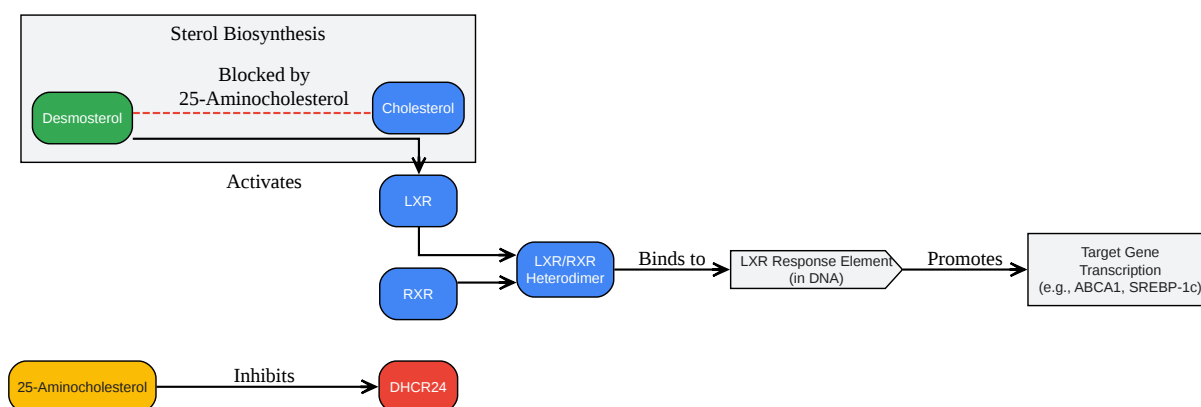 Sterol Biosynthesis
Blocked by
25-Aminocholesterol
Desmosterol
Cholesterol
Activates
LXR
LXR/RXR
Heterodimer
Binds to
LXR Response Element
(in DNA)
Promotes
Target Gene
Transcription
(e.g., ABCA1, SREBP-1c)
RXR
25-Aminocholesterol
Inhibits
DHCR24